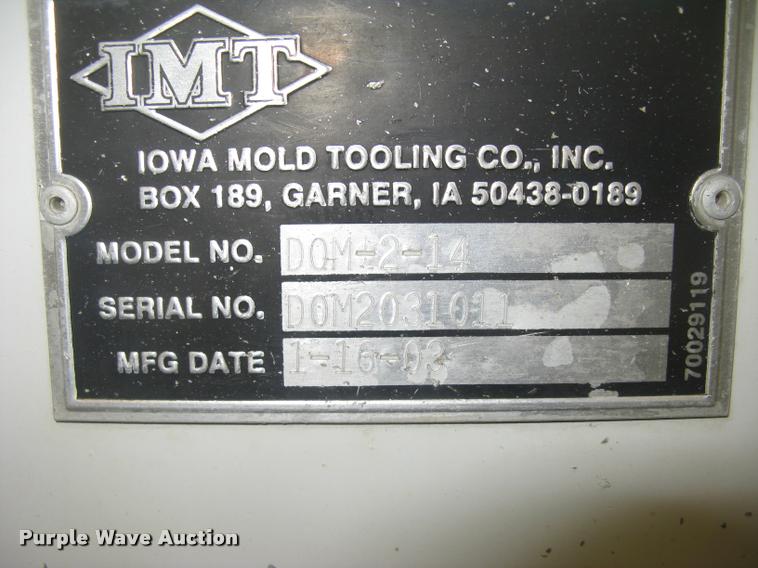 IMT
IOWA MOLD TOOLING CO., INC.
BOX 189, GARNER, IA 50438-0189
MODEL NO. DOM-2-14
SERIAL NO. DOM2031011
MFG DATE 1-16-03
70029119
Purple Wave Auction